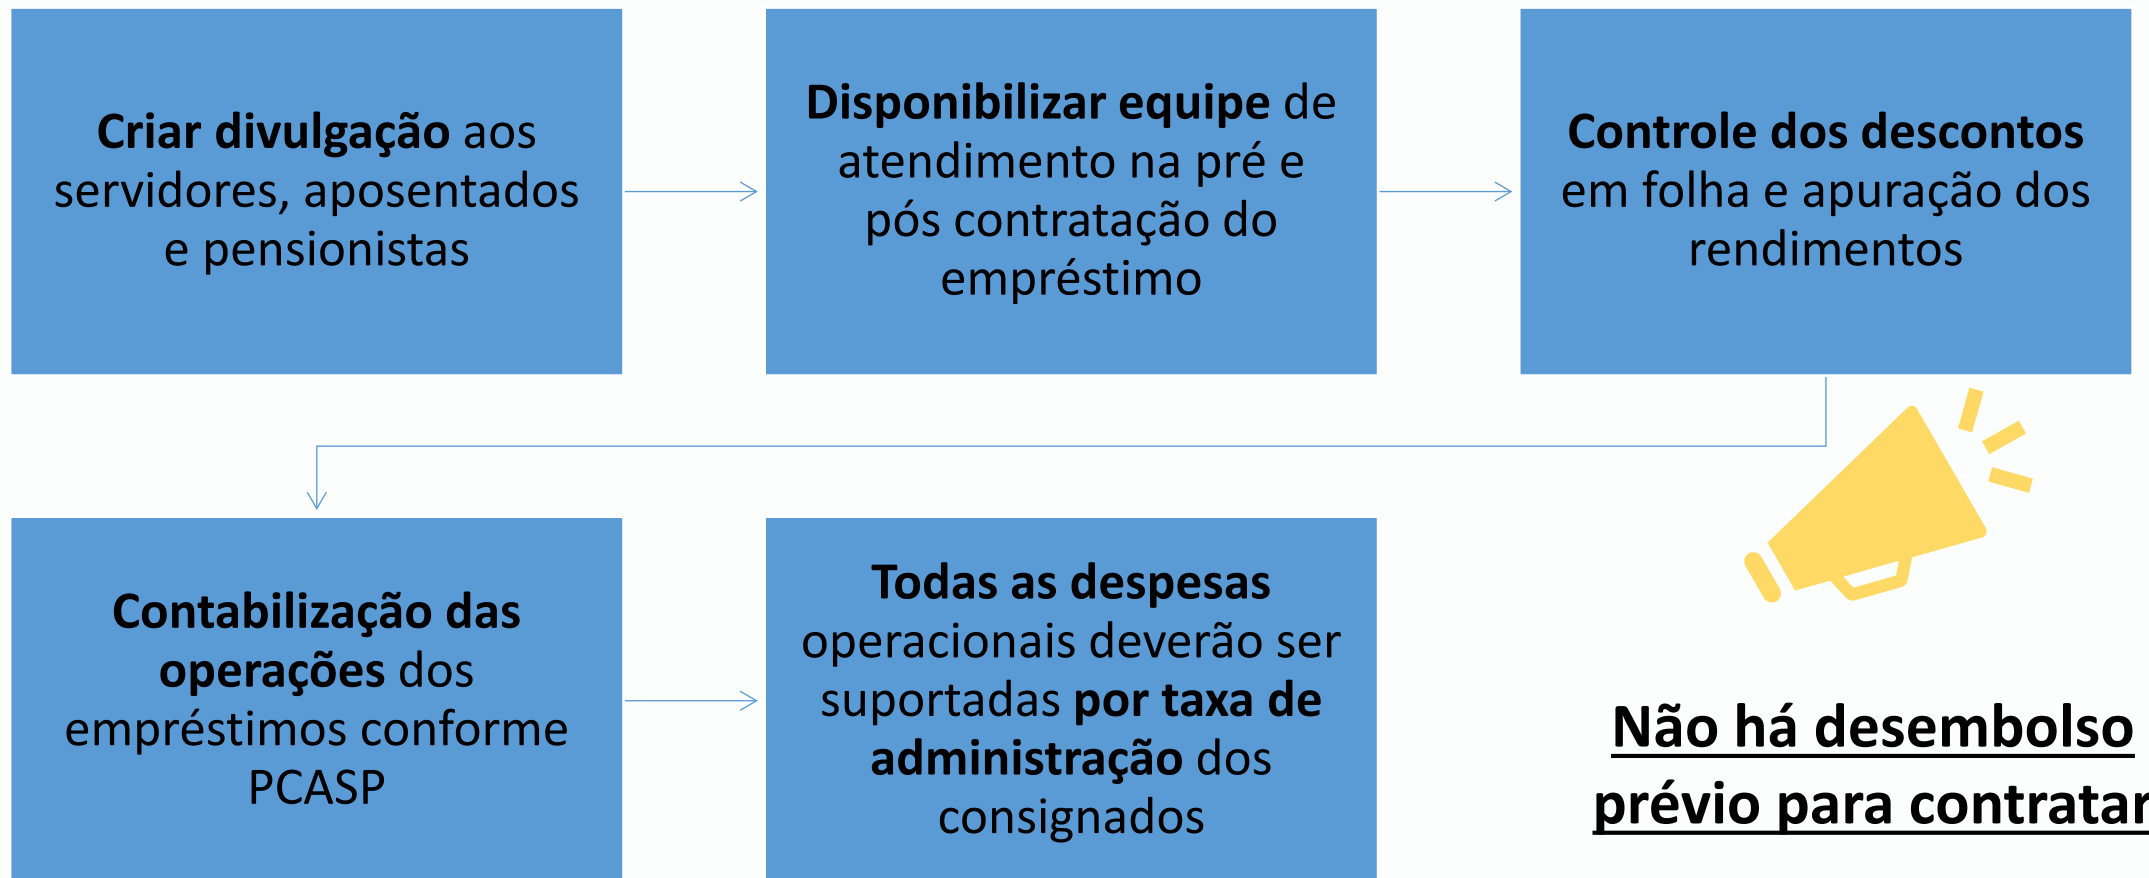 Criar divulgação aos
servidores, aposentados
e pensionistas
Disponibilizar equipe de
atendimento na pré e
pós contratação do
empréstimo
Controle dos descontos
em folha e apuração dos
rendimentos
Contabilização das
operações dos
empréstimos conforme
PCASP
Todas as despesas
operacionais deverão ser
suportadas por taxa de
administração dos
consignados
Não há desembolso
prévio para contratar